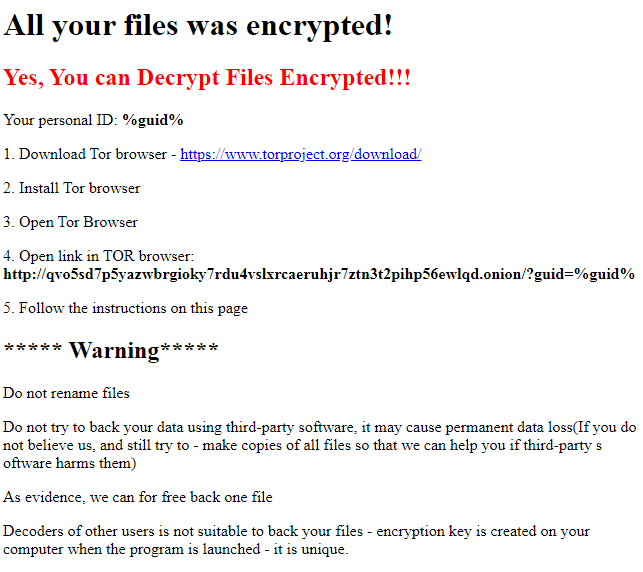 All your files was encrypted!
Yes, You can Decrypt Files Encrypted!!!
Your personal ID: %guid%
1. Download Tor browser - https://www.torproject.org/download/
2. Install Tor browser
3. Open Tor Browser
4. Open link in TOR browser:
http://qvo5sd7p5yazwbrgioky7rdu4vslxrcaeruhjr7ztn3t2pihp56ewlqd.onion/?guid=%guid%
5. Follow the instructions on this page
***** Warning*****
Do not rename files
Do not try to back your data using third-party software, it may cause permanent data loss(If you do
not believe us, and still try to - make copies of all files so that we can help you if third-party s
oftware harms them)
As evidence, we can for free back one file
Decoders of other users is not suitable to back your files - encryption key is created on your
computer when the program is launched - it is unique.